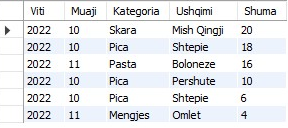 Viti Muaji Kategoria Ushqimi Shuma
2022 10 Skara Mish Qingji 20
2022 10 Pica Shtepie 18
2022 11 Pasta Boloneze 16
2022 10 Pica Pershute 10
2022 10 Pica Shtepie 6
2022 11 Mengjes Omlet 4